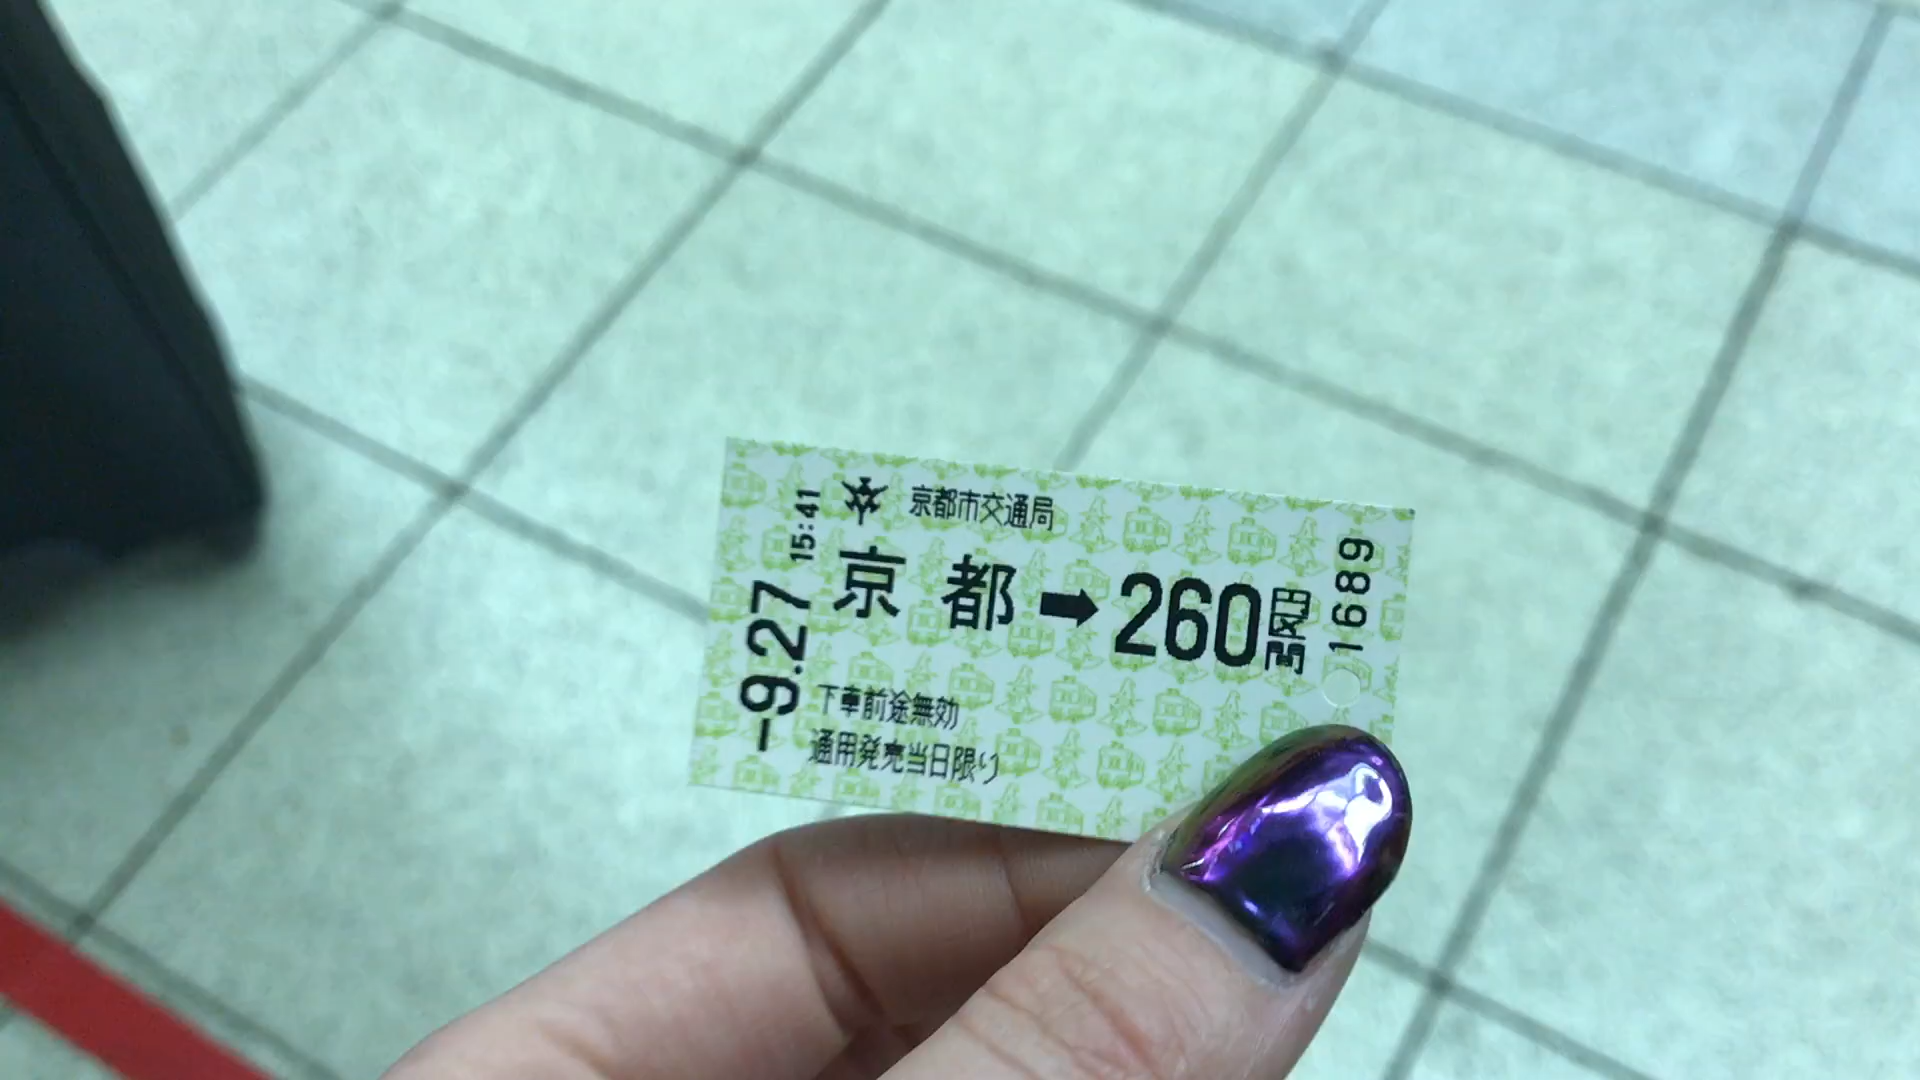 京都市交通局
京都➡260円区間
下車前途無効
通用発売当日限り
-9.27 15:41
1689